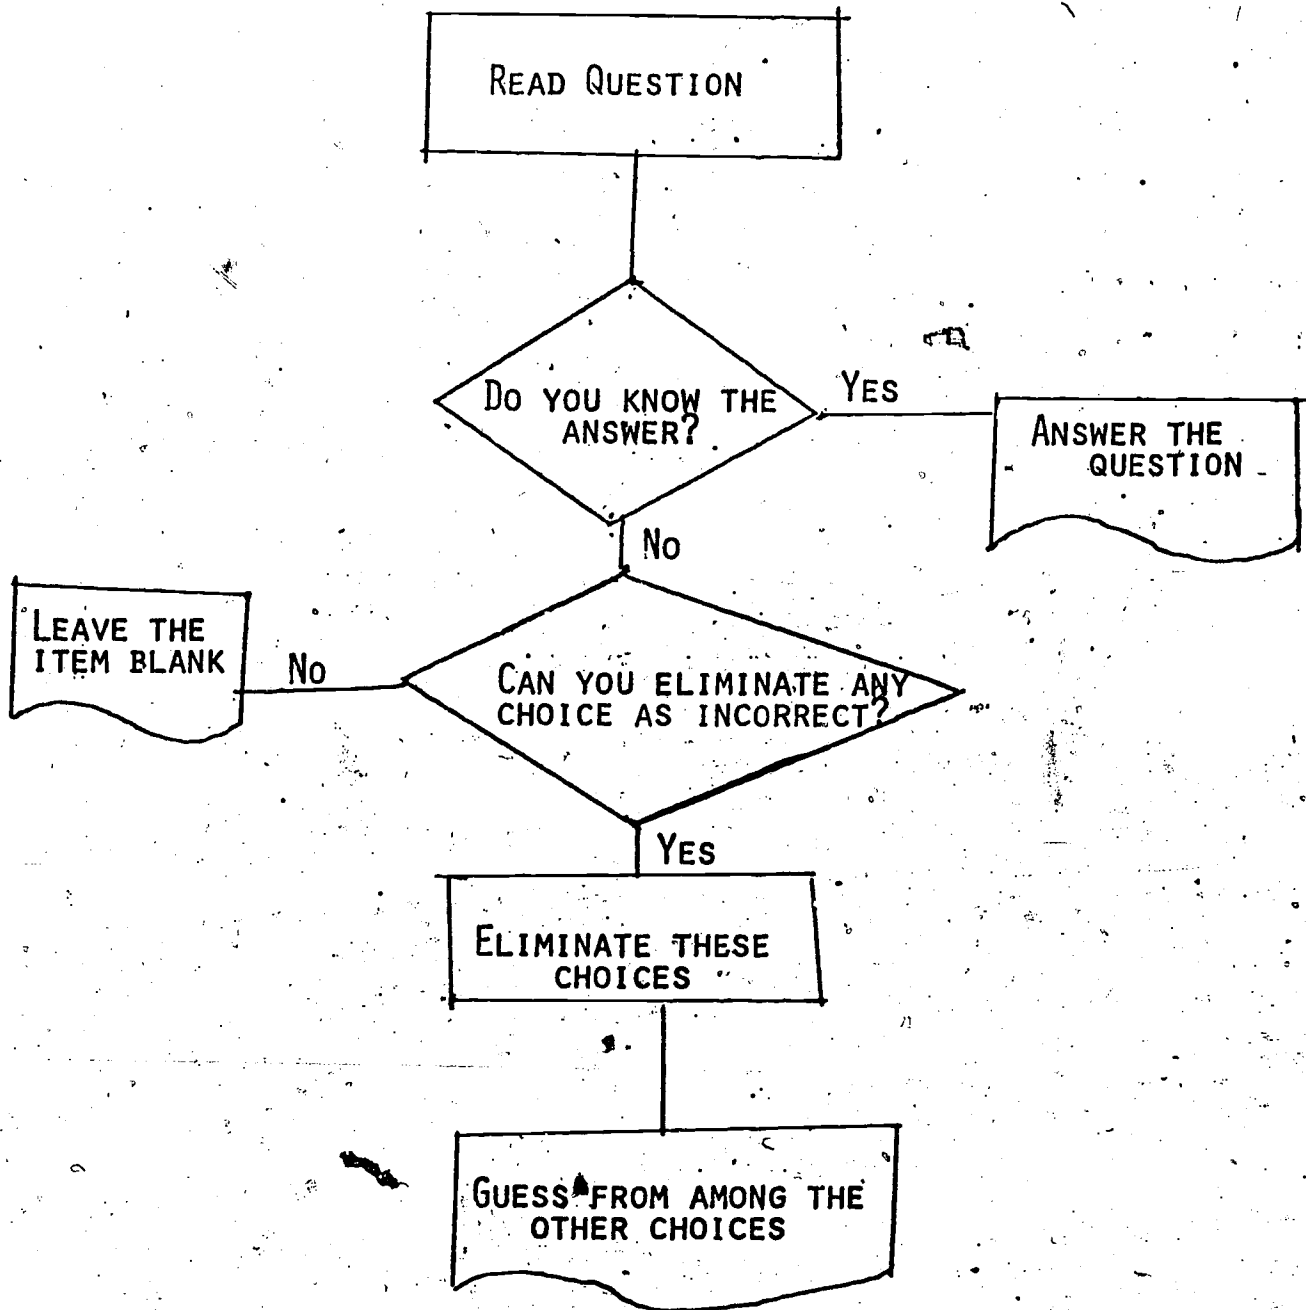 READ QUESTION
DO YOU KNOW THE
ANSWER?
YES
ANSWER THE
QUESTION
NO
LEAVE THE
ITEM BLANK
NO
CAN YOU ELIMINATE ANY
CHOICE AS INCORRECT?
YES
ELIMINATE THESE
CHOICES
GUESS FROM AMONG THE
OTHER CHOICES